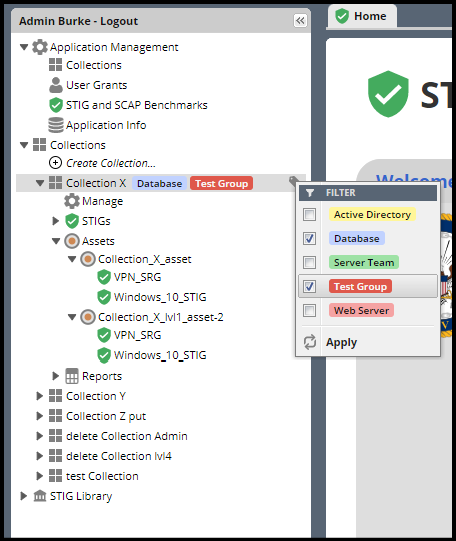 Admin Burke - Logout
Home
Application Management
Collections
User Grants
STIG and SCAP Benchmarks
Application Info
Collections
Create Collection...
Collection X Database Test Group
Manage
STIGs
Assets
Collection_X_asset
VPN_SRG
Windows_10_STIG
Collection_X_lvl1_asset-2
VPN_SRG
Windows_10_STIG
Reports
Collection Y
Collection Z put
delete Collection Admin
delete Collection lvl4
test Collection
STIG Library
FILTER
Active Directory
Database
Server Team
Test Group
Web Server
Apply
ST
Welcome